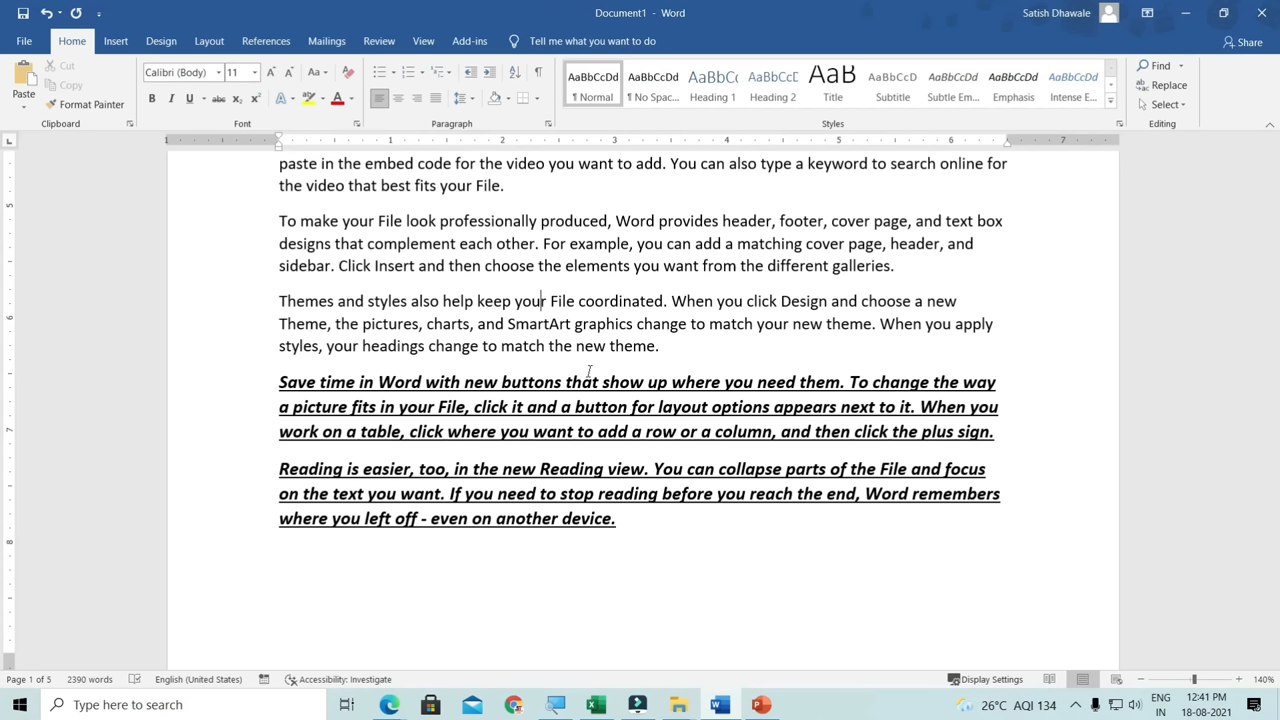 Document1 - Word
Satish Dhawale
File Home Insert Design Layout References Mailings Review View Add-ins Tell me what you want to do Share
Paste
Cut
Copy
Format Painter
Clipboard
Calibri (Body) 11
Font
Paragraph
AaBbCcDd AaBbCcDd AaBbC( AaBbCcE AaB AaBbCcD AaBbCcDd AaBbCcDd AaBbCcDd
¶ Normal ¶ No Spac... Heading 1 Heading 2 Title Subtitle Subtle Em... Emphasis Intense E...
Styles
Find
Replace
Select
Editing
1 1 2 3 4 5 6 7
paste in the embed code for the video you want to add. You can also type a keyword to search online for
the video that best fits your File.
To make your File look professionally produced, Word provides header, footer, cover page, and text box
designs that complement each other. For example, you can add a matching cover page, header, and
sidebar. Click Insert and then choose the elements you want from the different galleries.
Themes and styles also help keep your File coordinated. When you click Design and choose a new
Theme, the pictures, charts, and SmartArt graphics change to match your new theme. When you apply
styles, your headings change to match the new theme.
Save time in Word with new buttons that show up where you need them. To change the way
a picture fits in your File, click it and a button for layout options appears next to it. When you
work on a table, click where you want to add a row or a column, and then click the plus sign.
Reading is easier, too, in the new Reading view. You can collapse parts of the File and focus
on the text you want. If you need to stop reading before you reach the end, Word remembers
where you left off - even on another device.
5
6
7
8
Page 1 of 5 2390 words English (United States) Accessibility: Investigate Display Settings 140%
Type here to search
26°C AQI 134
ENG
IN
12:41 PM
18-08-2021